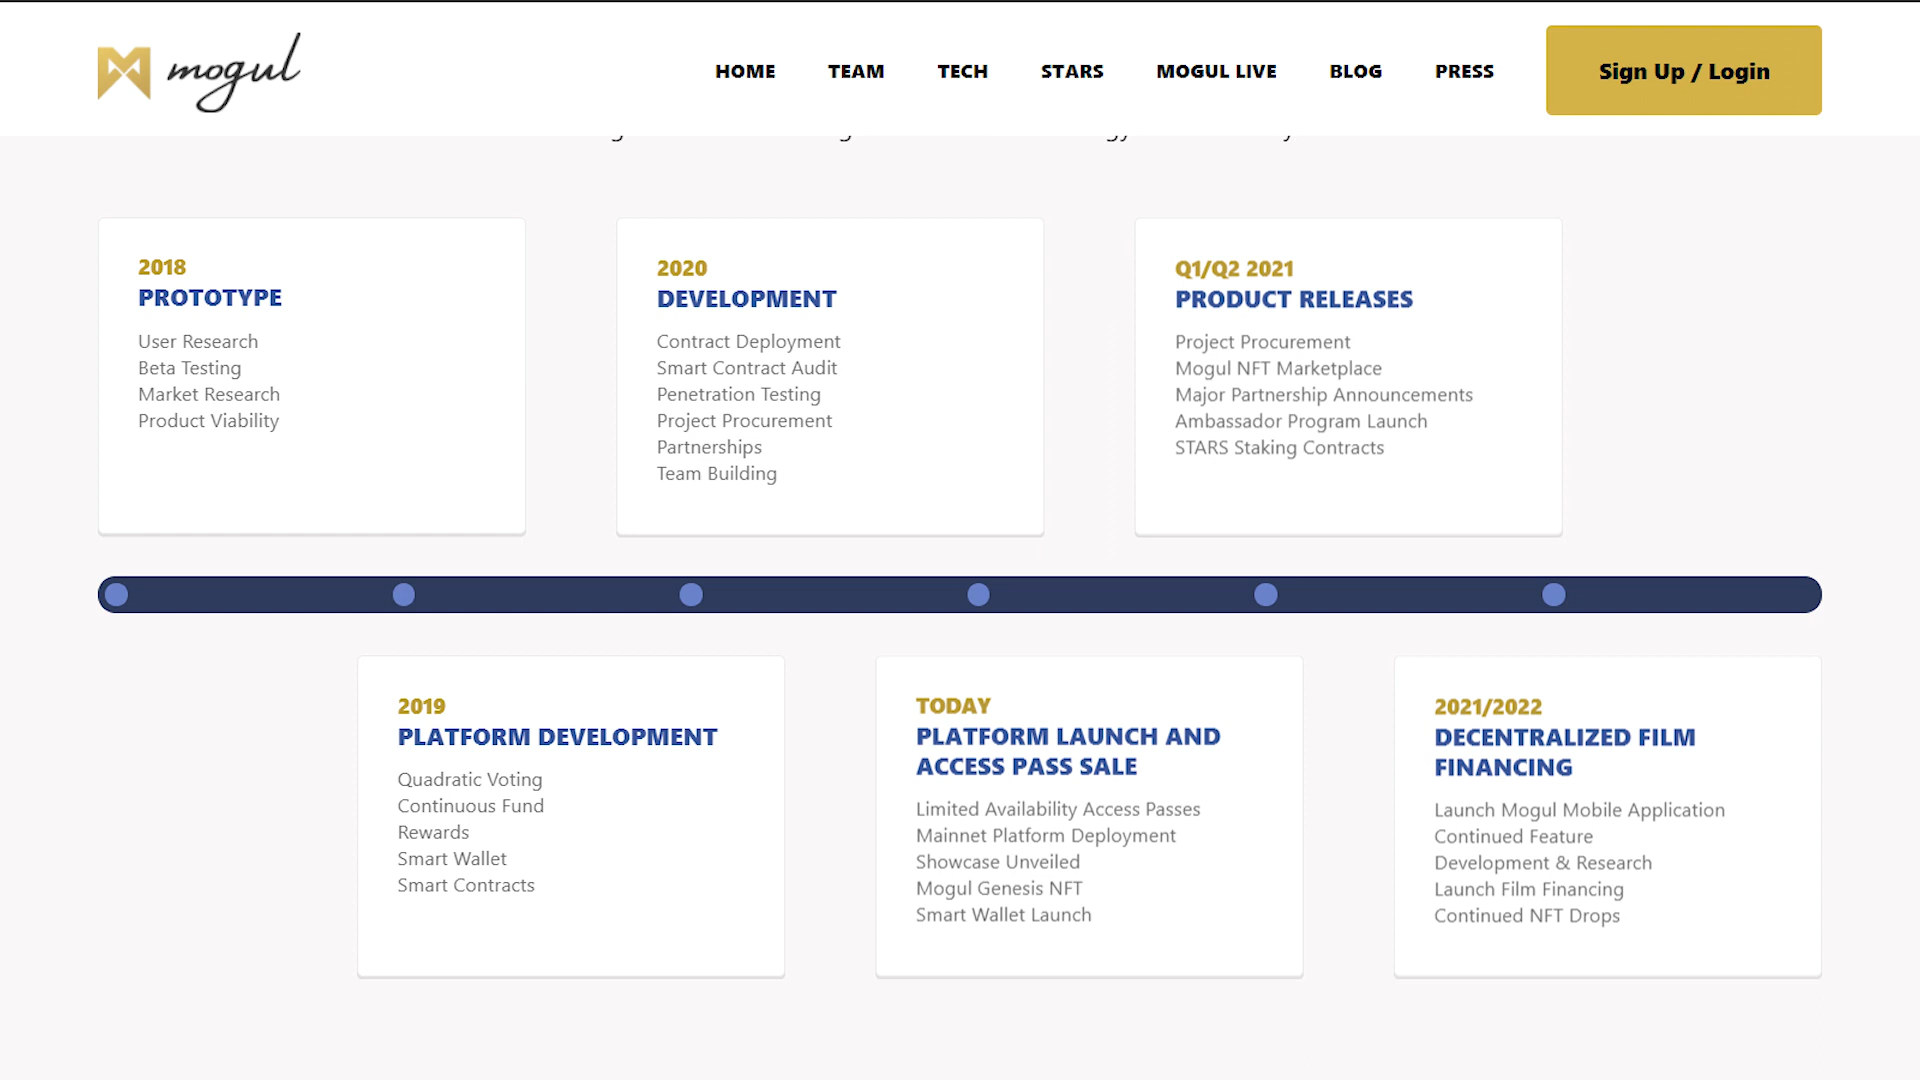 mogul
HOME TEAM TECH STARS MOGUL LIVE BLOG PRESS Sign Up / Login
2018
PROTOTYPE
User Research
Beta Testing
Market Research
Product Viability
2020
DEVELOPMENT
Contract Deployment
Smart Contract Audit
Penetration Testing
Project Procurement
Partnerships
Team Building
Q1/Q2 2021
PRODUCT RELEASES
Project Procurement
Mogul NFT Marketplace
Major Partnership Announcements
Ambassador Program Launch
STARS Staking Contracts
2019
PLATFORM DEVELOPMENT
Quadratic Voting
Continuous Fund
Rewards
Smart Wallet
Smart Contracts
TODAY
PLATFORM LAUNCH AND
ACCESS PASS SALE
Limited Availability Access Passes
Mainnet Platform Deployment
Showcase Unveiled
Mogul Genesis NFT
Smart Wallet Launch
2021/2022
DECENTRALIZED FILM
FINANCING
Launch Mogul Mobile Application
Continued Feature
Development & Research
Launch Film Financing
Continued NFT Drops